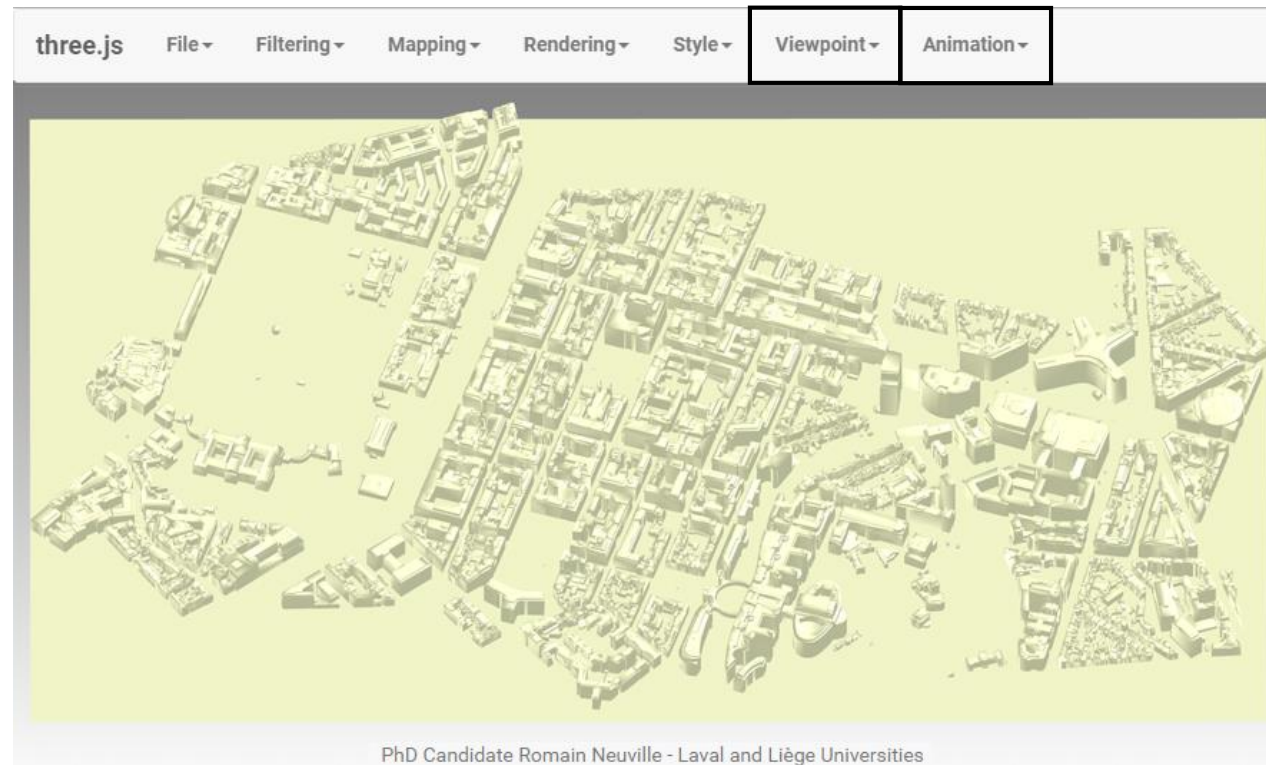 three.js File Filtering Mapping Rendering Style Viewpoint Animation
PhD Candidate Romain Neuville - Laval and Liège Universities